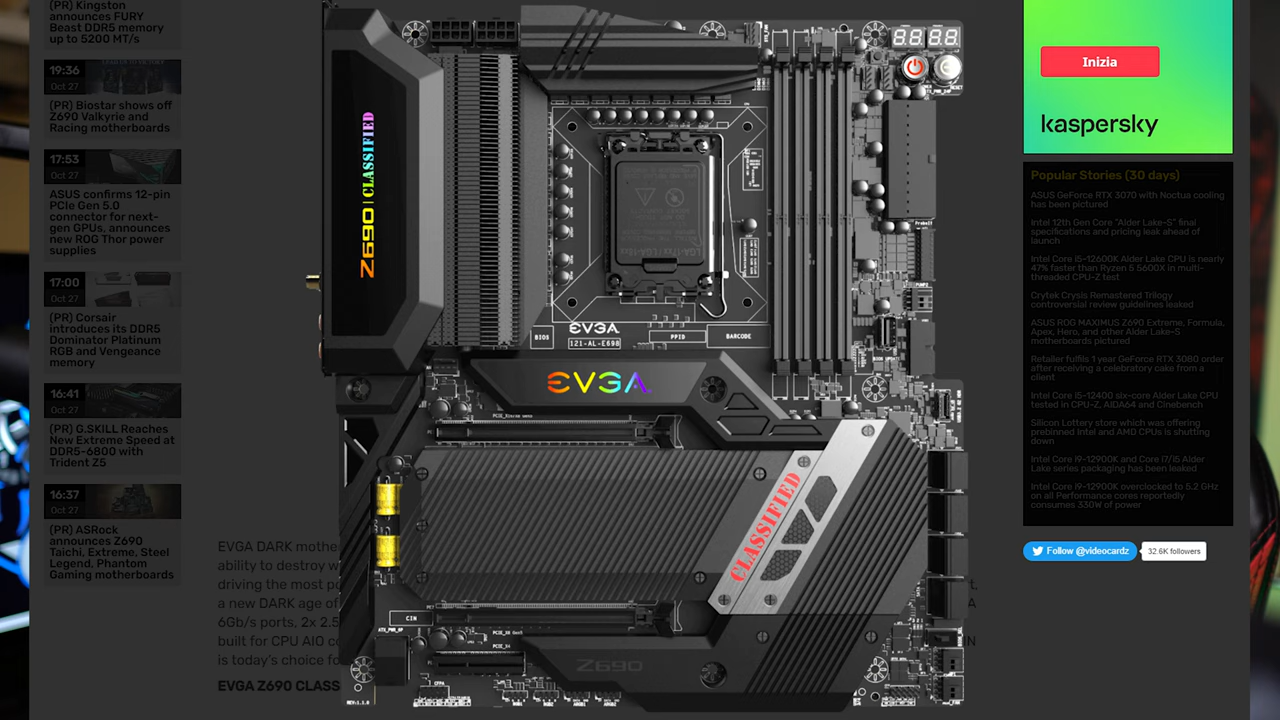 (PR) Kingston
announces FURY
Beast DDR5 memory
up to 5200 MT/s
19:36
Oct 27
(PR) Biostar shows off
Z690 Valkyrie and
Racing motherboards
17:53
Oct 27
ASUS confirms 12-pin
PCIe Gen 5.0
connector for next-
gen GPUs, announces
new ROG Thor power
supplies
17:00
Oct 27
(PR) Corsair
introduces its DDR5
Dominator Platinum
RGB and Vengeance
memory
16:41
Oct 27
(PR) G.SKILL Reaches
New Extreme Speed at
DDR5-6800 with
Trident Z5
16:37
Oct 27
(PR) ASRock
announces Z690
Taichi, Extreme, Steel
Legend, Phantom
Gaming motherboards
EVGA DARK mothe
ability to destroy w
driving the most po
a new DARK age of
6Gb/s ports, 2x 2.5
built for CPU AIO co
is today's choice fo
EVGA Z690 CLASS
Z690 | CLASSIFIED
88 88
BIOS
EVGA
121-AL-E698
PPID
BARCODE
EVGA
CLASSIFIED
CIN
PCIE_X4
Z690
REV:1.1.0
Inizia
kaspersky
Popular Stories (30 days)
ASUS GeForce RTX 3070 with Noctua cooling
has been pictured
Intel 12th Gen Core "Alder Lake-S" final
specifications and pricing leak ahead of
launch
Intel Core i5-12600K Alder Lake CPU is nearly
47% faster than Ryzen 5 5600X in multi-
threaded CPU-Z test
Crytek Crysis Remastered Trilogy
controversial review guidelines leaked
ASUS ROG MAXIMUS Z690 Extreme, Formula,
Apex, Hero, and other Alder Lake-S
motherboards pictured
Retailer fulfils 1 year GeForce RTX 3080 order
after receiving a celebratory cake from a
client
Intel Core i5-12400 six-core Alder Lake CPU
tested in CPU-Z, AIDA64 and Cinebench
Silicon Lottery store which was offering
prebinned Intel and AMD CPUs is shutting
down
Intel Core i9-12900K and Core i7/i5 Alder
Lake series packaging has been leaked
Intel Core i9-12900K overclocked to 5.2 GHz
on all Performance cores reportedly
consumes 330W of power
Follow @videocardz
32.6K followers